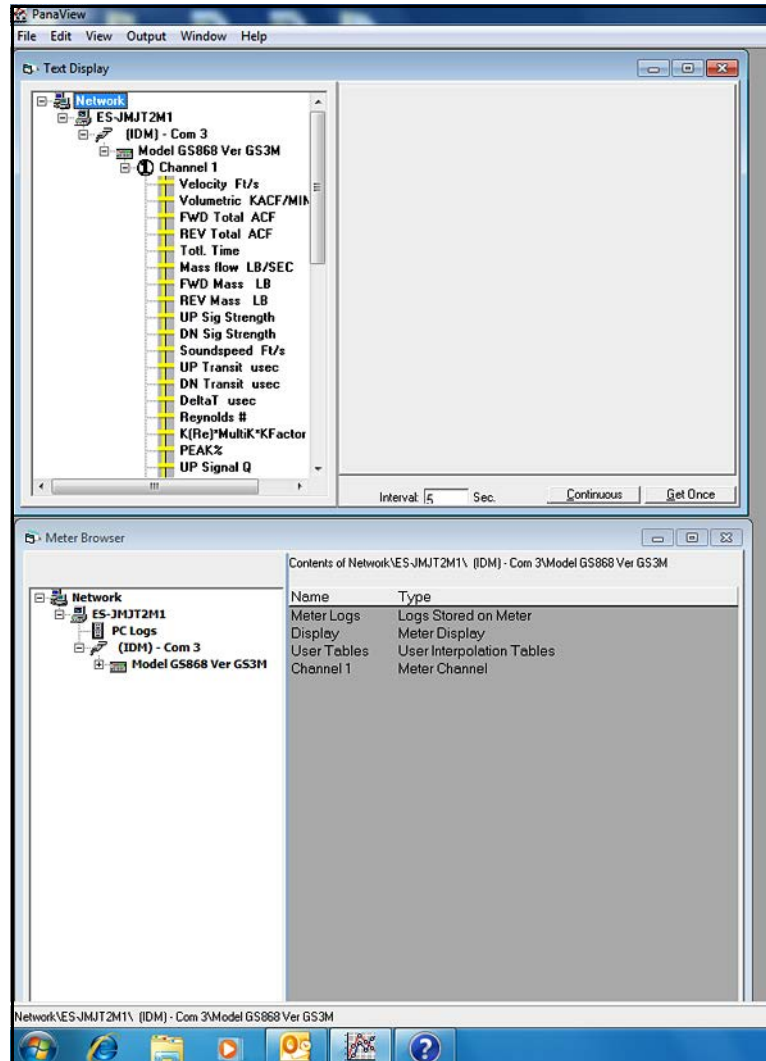 PanaView
File Edit View Output Window Help
Text Display
Network
ES-JMJT2M1
(IDM) - Com 3
Model GS868 Ver GS3M
1 Channel 1
Velocity Ft/s
Volumetric KACF/MIN
FWD Total ACF
REV Total ACF
Totl. Time
Mass flow LB/SEC
FWD Mass LB
REV Mass LB
UP Sig Strength
DN Sig Strength
Soundspeed Ft/s
UP Transit usec
DN Transit usec
DeltaT usec
Reynolds #
K(Re)*MultiK*KFactor
PEAK%
UP Signal Q
Interval: 5 Sec. Continuous Get Once
Meter Browser
Contents of Network\ES-JMJT2M1\ (IDM) - Com 3\Model GS868 Ver GS3M
Network
ES-JMJT2M1
PC Logs
(IDM) - Com 3
Model GS868 Ver GS3M
Name Type
Meter Logs Logs Stored on Meter
Display Meter Display
User Tables User Interpolation Tables
Channel 1 Meter Channel
Network\ES-JMJT2M1\ (IDM) - Com 3\Model GS868 Ver GS3M